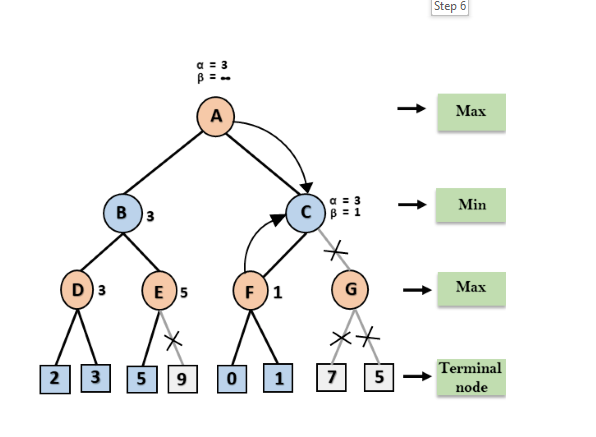 Step 6
α = 3
β = ∞
A
Max
B 3
C
α = 3
β = 1
Min
D 3
E 5
F 1
G
Max
2 3 5 9 0 1 7 5
Terminal
node